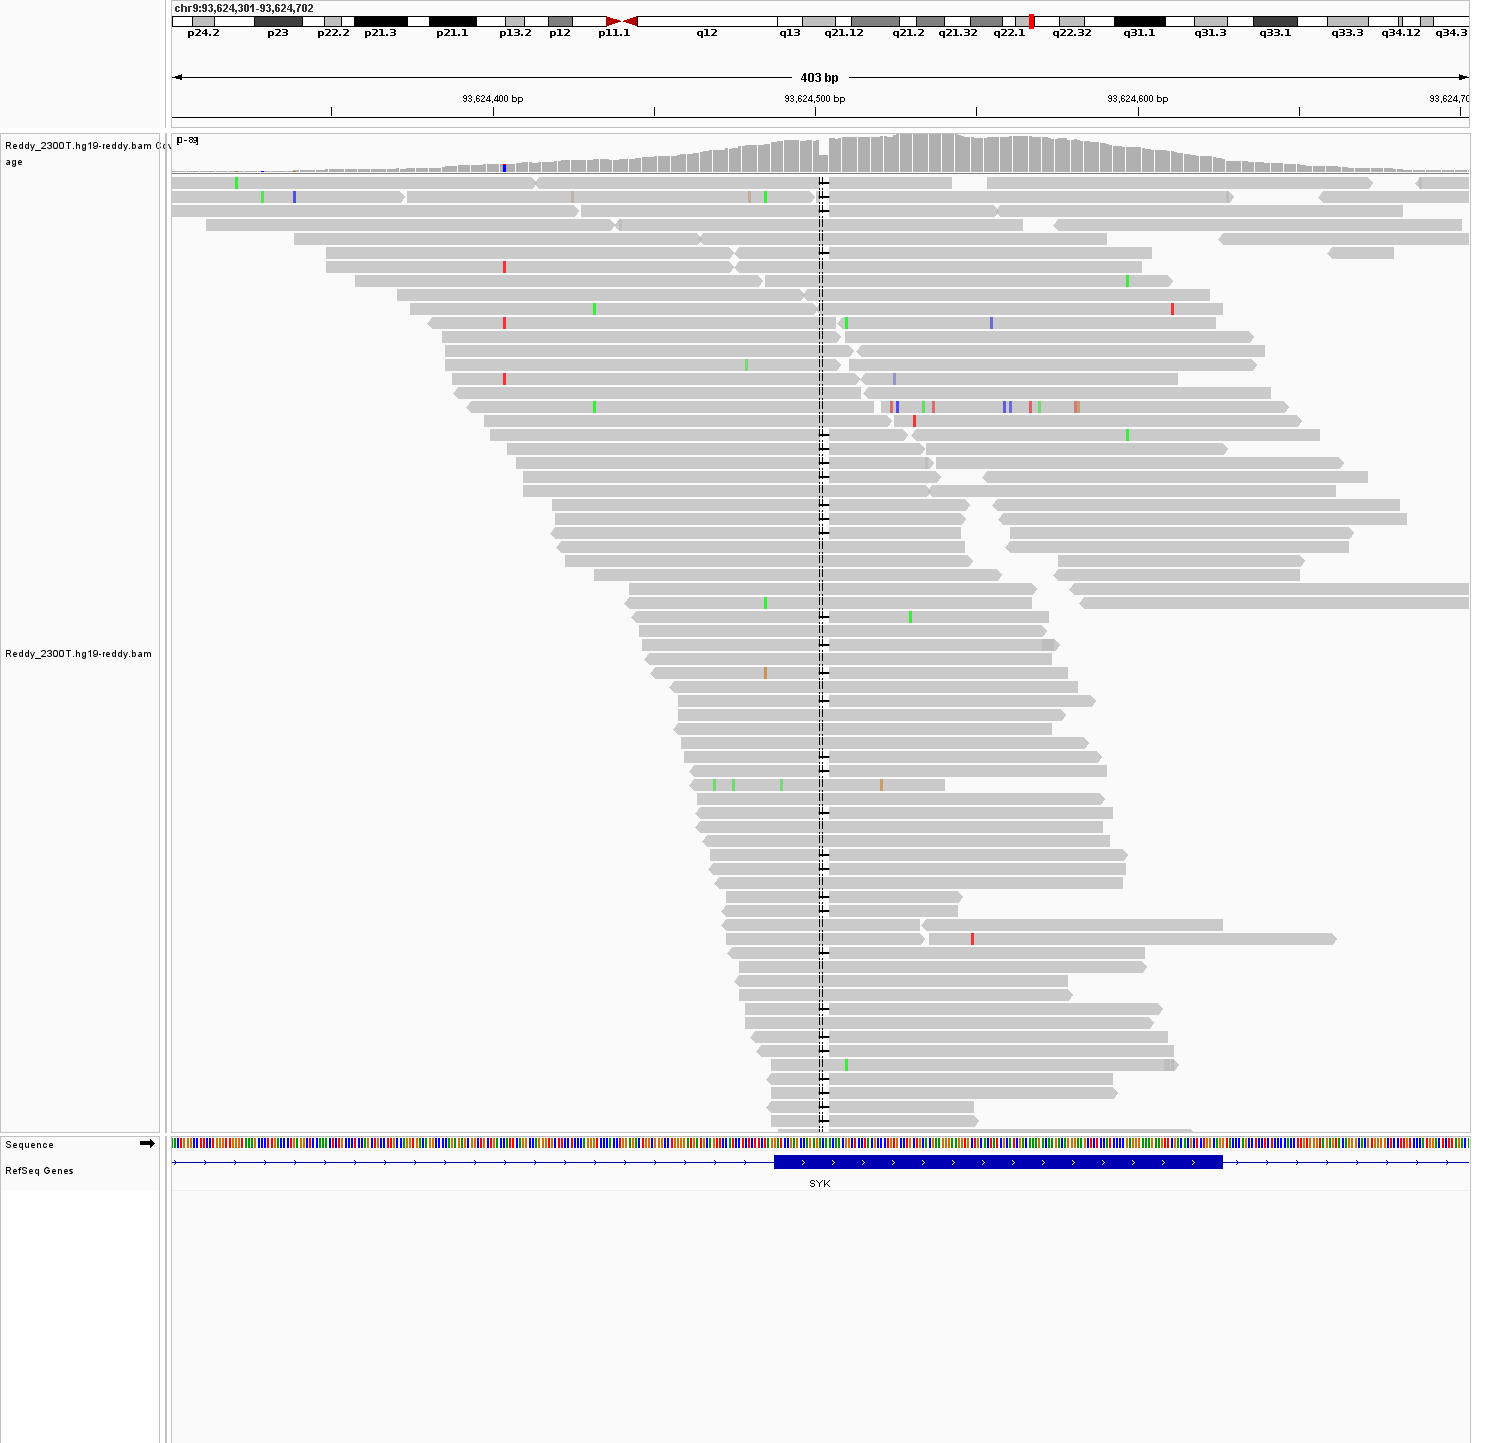 chr9:93,624,301-93,624,702
p24.2 p23 p22.2 p21.3 p21.1 p13.2 p12 p11.1 q12 q13 q21.12 q21.2 q21.32 q22.1 q22.32 q31.1 q31.3 q33.1 q33.3 q34.12 q34.3
403 bp
93,624,400 bp 93,624,500 bp 93,624,600 bp 93,624,70
Reddy_2300T.hg19-reddy.bam Cov
age
[0-89]
Reddy_2300T.hg19-reddy.bam
Sequence
RefSeq Genes
SYK